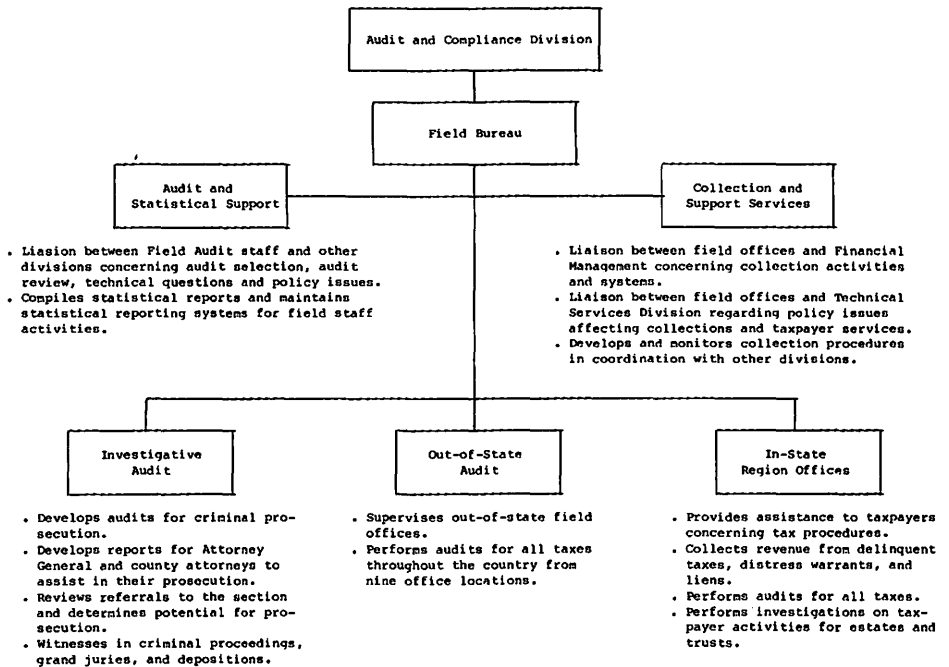 Audit and Compliance Division
Field Bureau
Audit and
Statistical Support
Collection and
Support Services
. Liasion between Field Audit staff and other
divisions concerning audit selection, audit
review, technical questions and policy issues.
. Compiles statistical reports and maintains
statistical reporting systems for field staff
activities.
. Liaison between field offices and Financial
Management concerning collection activities
and systems.
. Liaison between field offices and Technical
Services Division regarding policy issues
affecting collections and taxpayer services.
. Develops and monitors collection procedures
in coordination with other divisions.
Investigative
Audit
Out-of-State
Audit
In-State
Region Offices
. Develops audits for criminal pro-
secution.
. Develops reports for Attorney
General and county attorneys to
assist in their prosecution.
. Reviews referrals to the section
and determines potential for pro-
secution.
. Witnesses in criminal proceedings,
grand juries, and depositions.
. Supervises out-of-state field
offices.
. Performs audits for all taxes
throughout the country from
nine office locations.
. Provides assistance to taxpayers
concerning tax procedures.
. Collects revenue from delinquent
taxes, distress warrants, and
liens.
. Performs audits for all taxes.
. Performs investigations on tax-
payer activities for estates and
trusts.